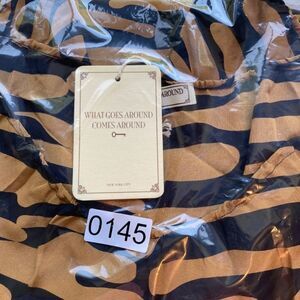 WHAT GOES AROUND
COMES AROUND
NEW YORK CITY
AROUND
0145